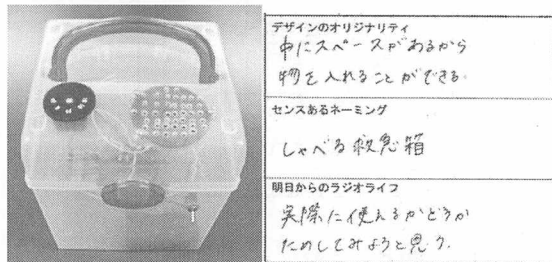 デザインのオリジナリティ
中にスペースがあるから
物を入れることができる.
センスあるネーミング
しゃべる救急箱
明日からのラジオライフ
実際に使えるかどうか
ためしてみようと思う.